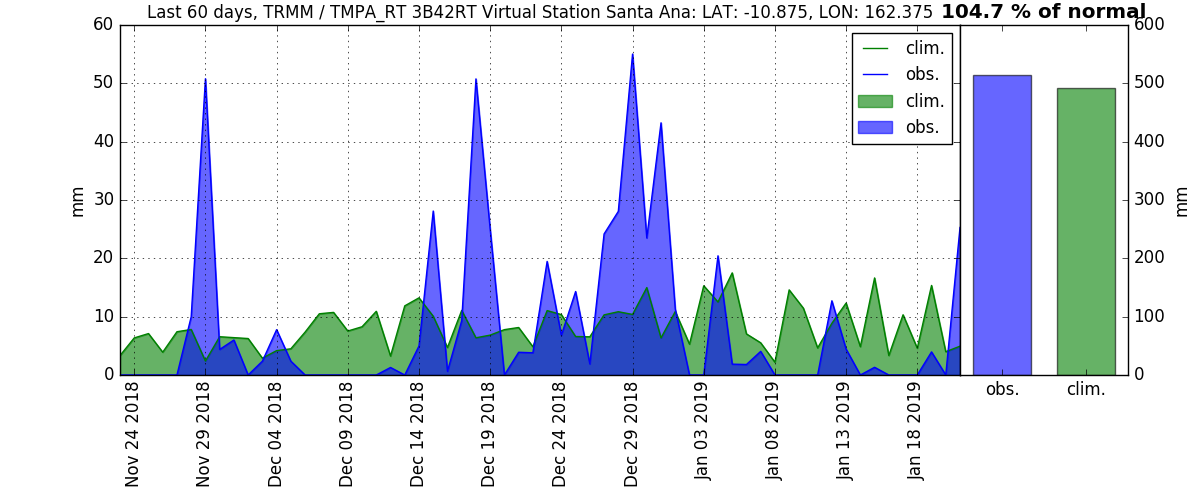 Last 60 days, TRMM / TMPA_RT 3B42RT Virtual Station Santa Ana: LAT: -10.875, LON: 162.375 104.7 % of normal
mm
60
50
40
30
20
10
0
clim.
obs.
clim.
obs.
600
500
400
300
200
100
0
mm
Nov 24 2018
Nov 29 2018
Dec 04 2018
Dec 09 2018
Dec 14 2018
Dec 19 2018
Dec 24 2018
Dec 29 2018
Jan 03 2019
Jan 08 2019
Jan 13 2019
Jan 18 2019
obs.
clim.